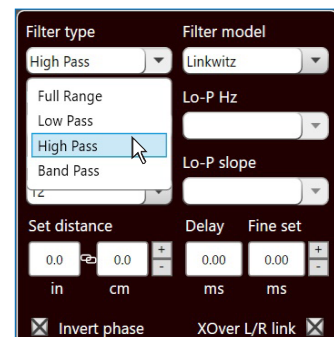 Filter type Filter model
High Pass Linkwitz
Full Range Lo-P Hz
Low Pass
High Pass
Lo-P slope
Band Pass
12
Set distance Delay Fine set
0.0 0.0 + - 0.00 0.00 + -
in cm ms ms
Invert phase XOver L/R link